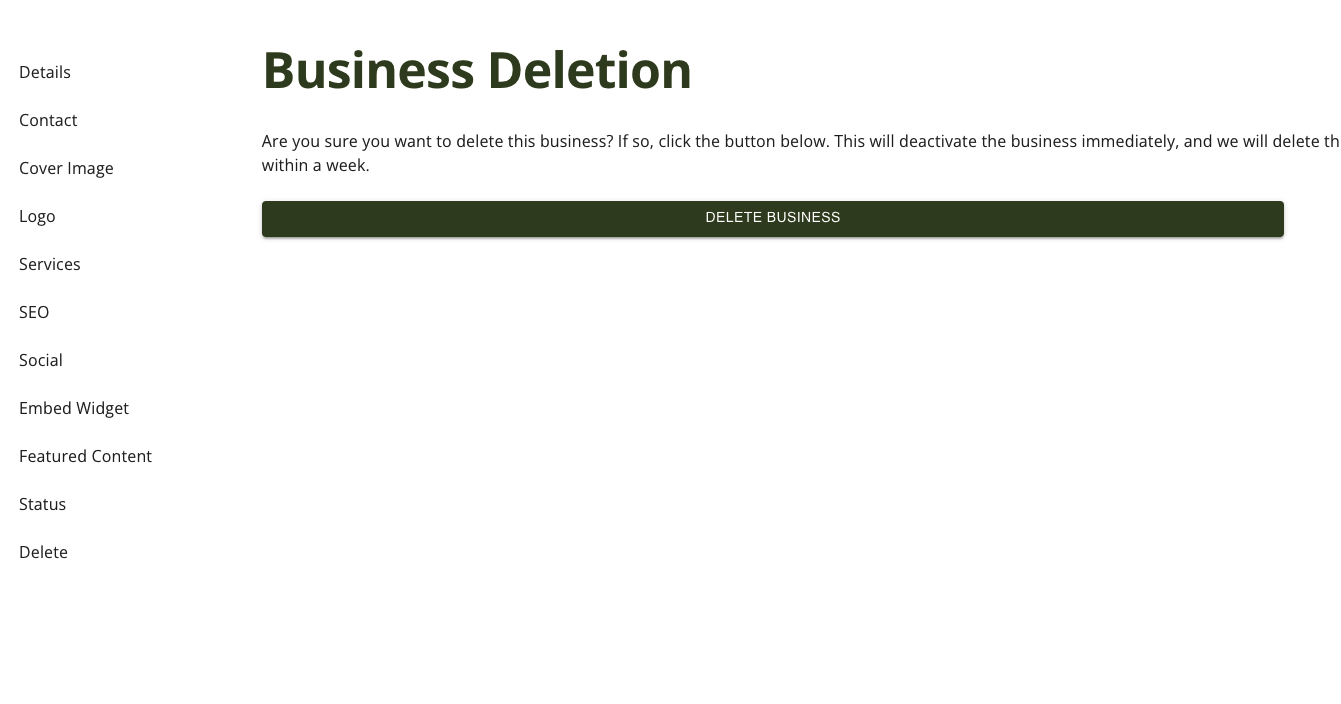 Details
Contact
Cover Image
Logo
Services
SEO
Social
Embed Widget
Featured Content
Status
Delete
Business Deletion
Are you sure you want to delete this business? If so, click the button below. This will deactivate the business immediately, and we will delete th
within a week.
DELETE BUSINESS